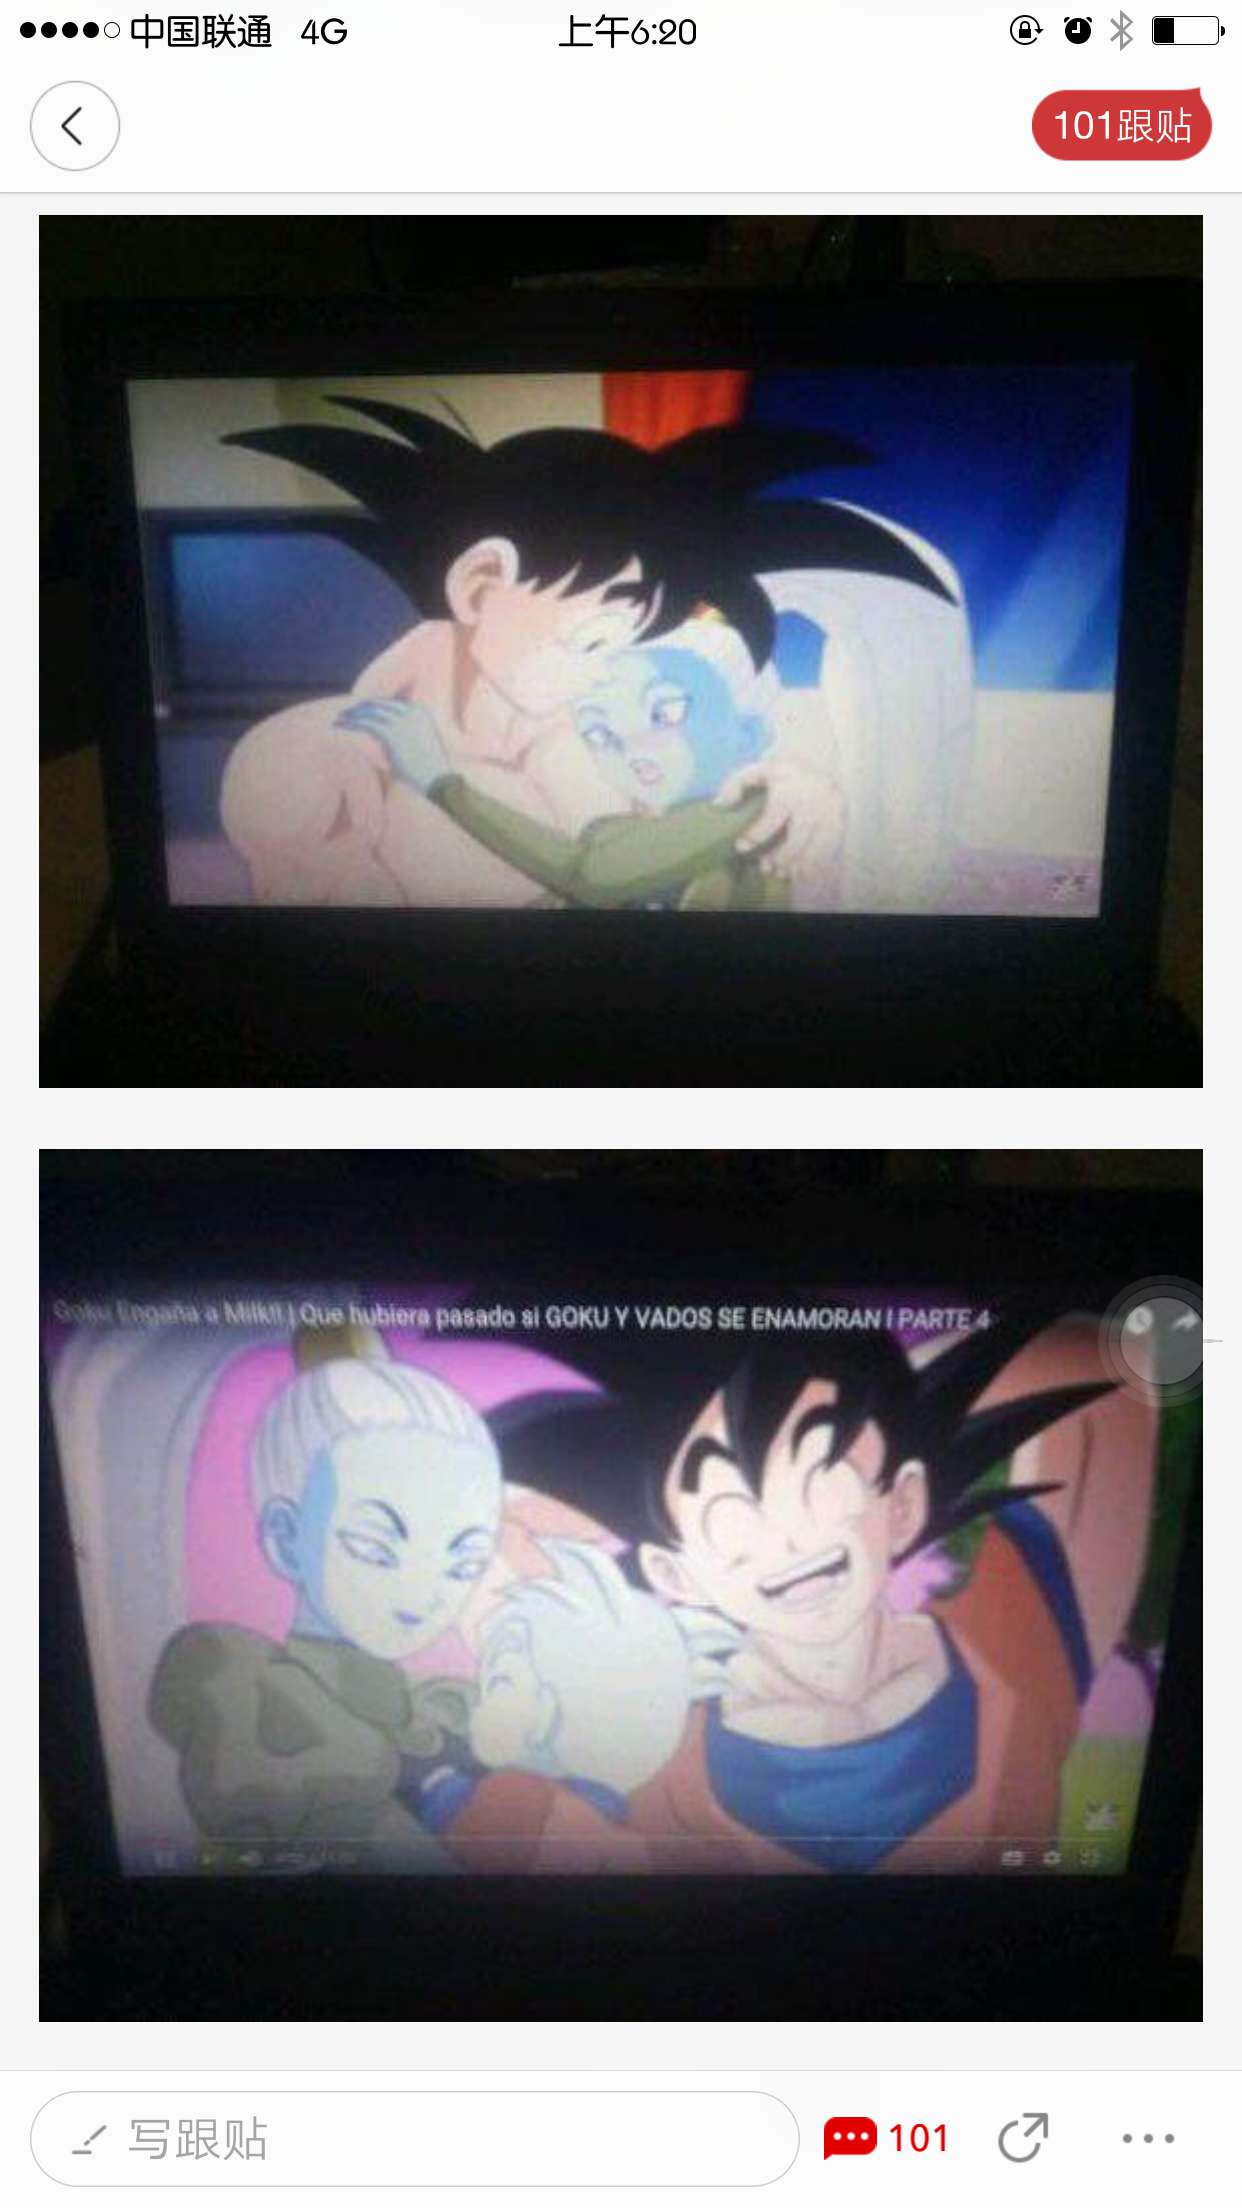 中国联通 4G 上午6:20
101跟贴
Goku Engaña a Milk!! | Que hubiera pasado si GOKU Y VADOS SE ENAMORAN | PARTE 4
写跟贴 101